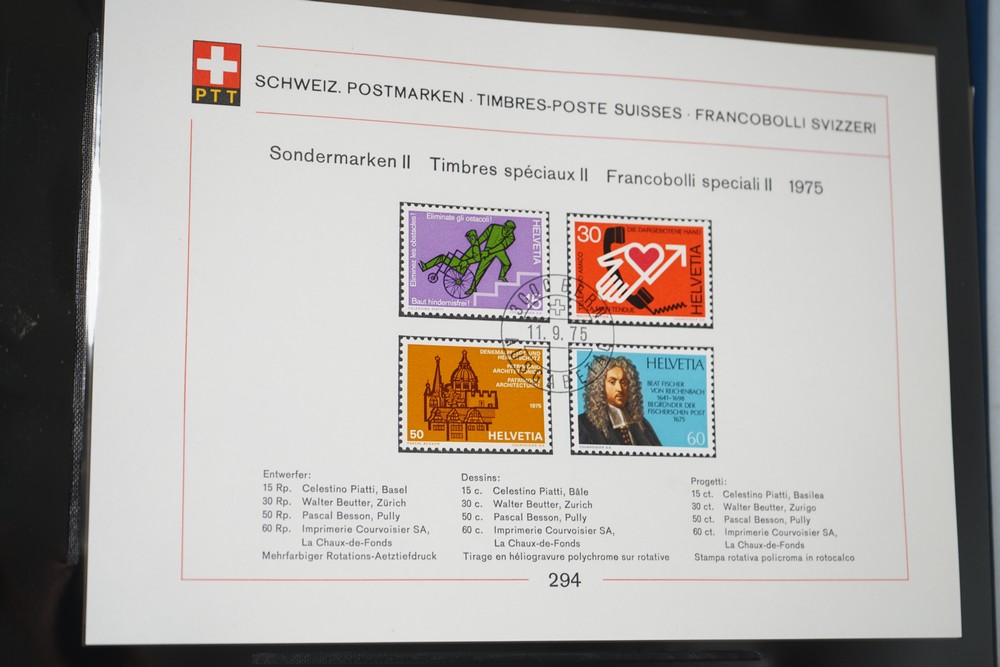 PTT
SCHWEIZ. POSTMARKEN · TIMBRES-POSTE SUISSES · FRANCOBOLLI SVIZZERI
Sondermarken II Timbres spéciaux II Francobolli speciali II 1975
Eliminate gli ostacoli!
Eliminez les obstacles!
HELVETIA
Baut hindernisfrei!
15
30
DIE DARGEBOTENE HAND
TELEFONO AMICO
TENDUE
HELVETIA
11.9.75
DENKMALPFLEGE UND
HEIMATSCHUTZ
1975
50
HELVETIA
HELVETIA
BEAT FISCHER
VON REICHENBACH
1641-1698
BEGRÜNDER DER
FISCHERSCHEN POST
1675
60
Entwerfer:
15 Rp. Celestino Piatti, Basel
30 Rp. Walter Beutter, Zürich
50 Rp. Pascal Besson, Pully
60 Rp. Imprimerie Courvoisier SA,
La Chaux-de-Fonds
Mehrfarbiger Rotations-Aetztiefdruck
Dessins:
15 c. Celestino Piatti, Bâle
30 c. Walter Beutter, Zurich
50 c. Pascal Besson, Pully
60 c. Imprimerie Courvoisier SA,
La Chaux-de-Fonds
Tirage en héliogravure polychrome sur rotative
Progetti:
15 ct. Celestino Piatti, Basilea
30 ct. Walter Beutter, Zurigo
50 ct. Pascal Besson, Pully
60 ct. Imprimerie Courvoisier SA,
La Chaux-de-Fonds
Stampa rotativa policroma in rotocalco
294